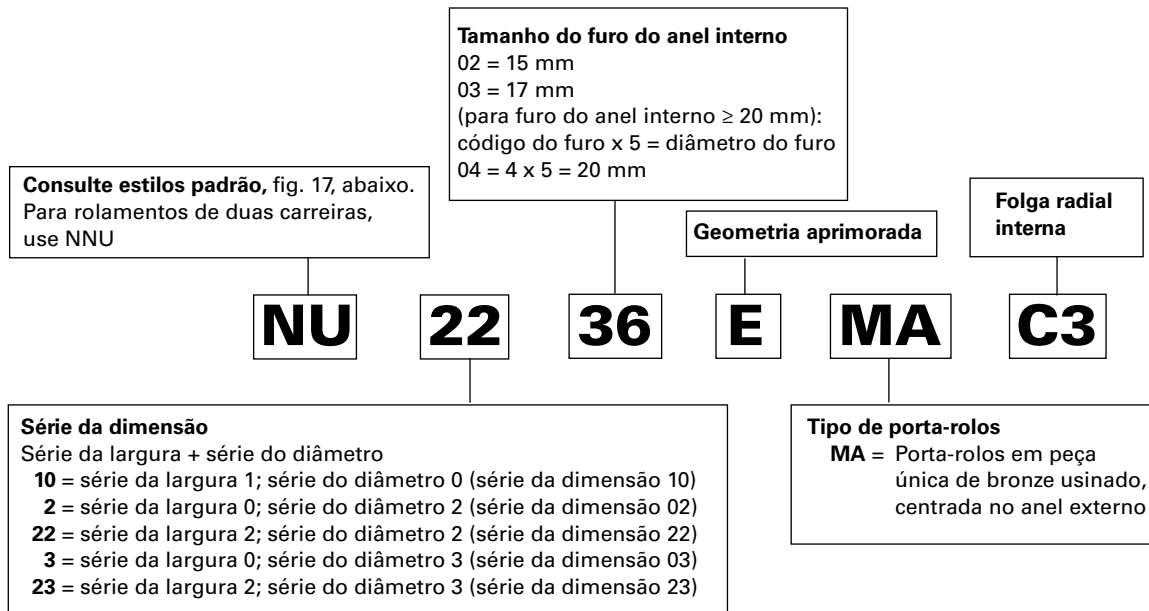 Tamanho do furo do anel interno
02 = 15 mm
03 = 17 mm
(para furo do anel interno ≥ 20 mm):
código do furo x 5 = diâmetro do furo
04 = 4 x 5 = 20 mm
Consulte estilos padrão, fig. 17, abaixo.
Para rolamentos de duas carreiras,
use NNU
Geometria aprimorada
Folga radial
interna
NU 22 36 E MA C3
Série da dimensão
Série da largura + série do diâmetro
10 = série da largura 1; série do diâmetro 0 (série da dimensão 10)
2 = série da largura 0; série do diâmetro 2 (série da dimensão 02)
22 = série da largura 2; série do diâmetro 2 (série da dimensão 22)
3 = série da largura 0; série do diâmetro 3 (série da dimensão 03)
23 = série da largura 2; série do diâmetro 3 (série da dimensão 23)
Tipo de porta-rolos
MA = Porta-rolos em peça
única de bronze usinado,
centrada no anel externo